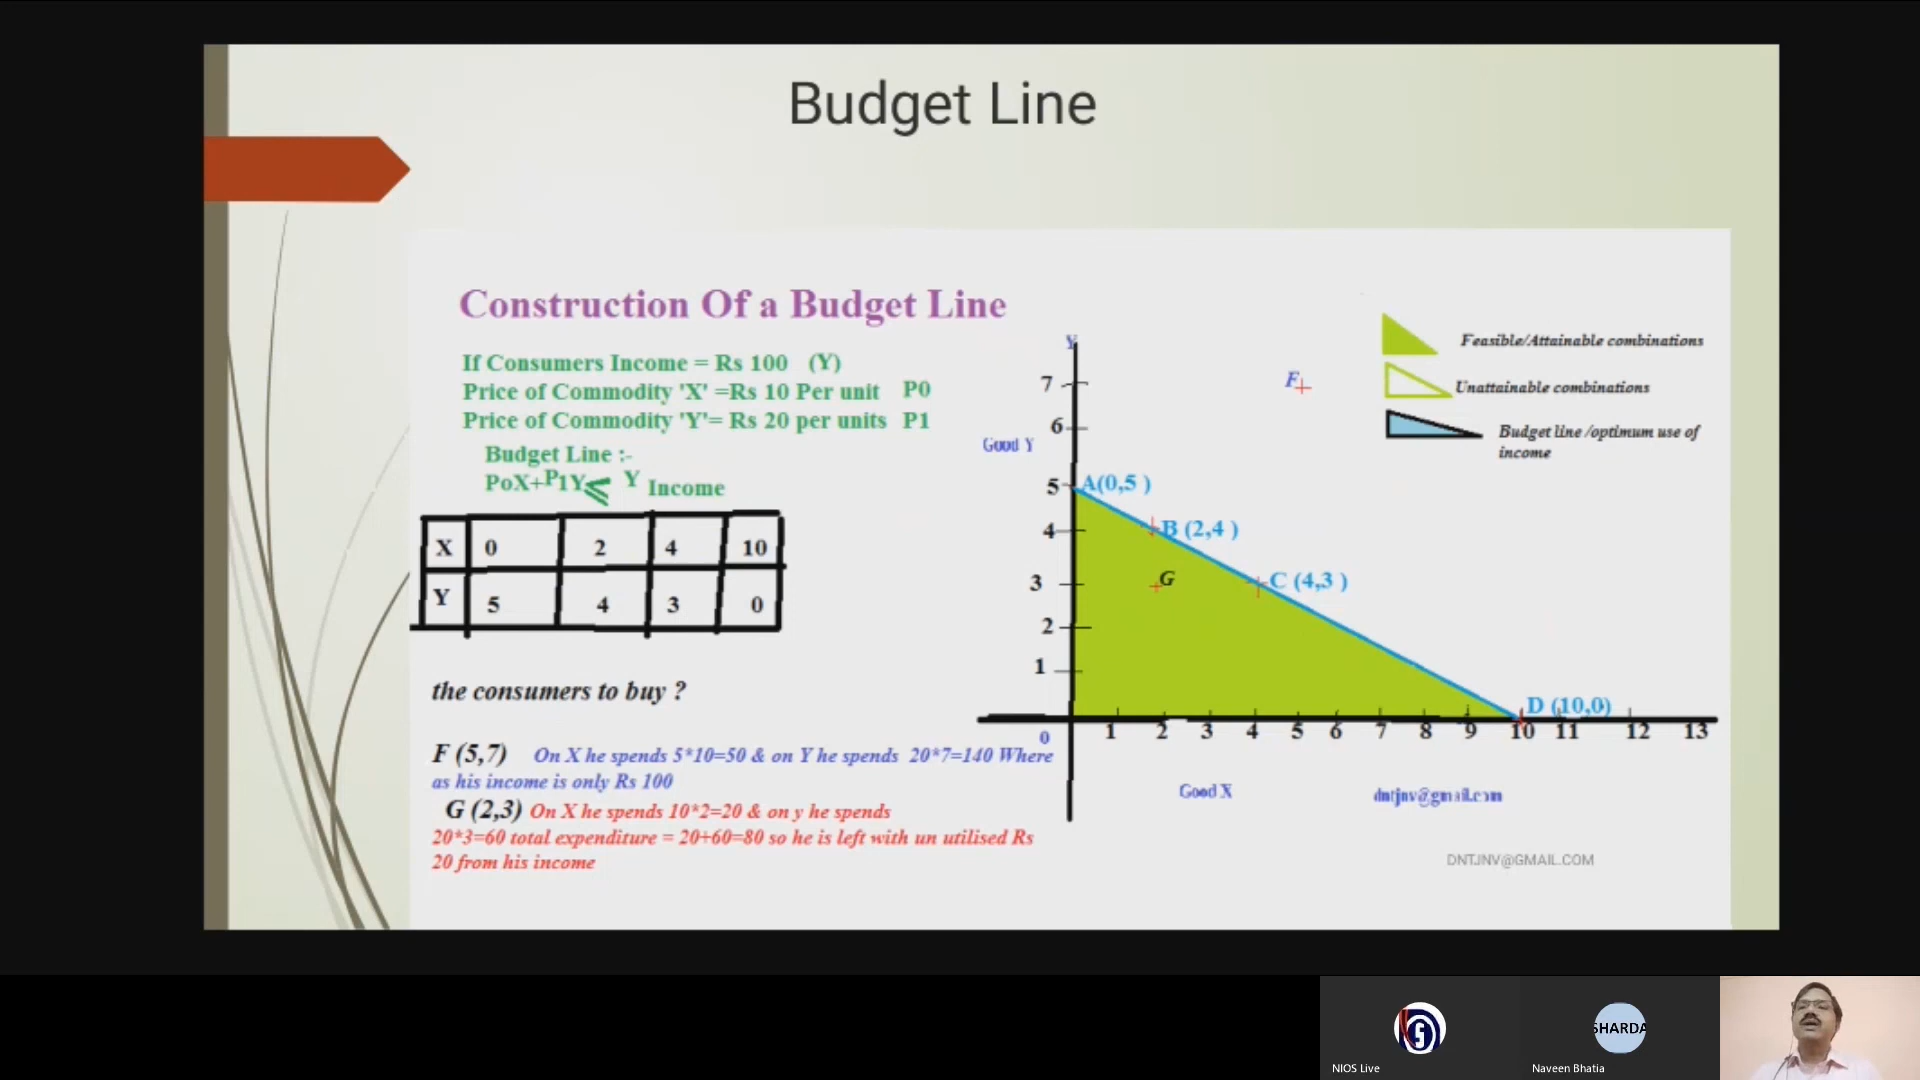 Budget Line
Construction Of a Budget Line
If Consumers Income = Rs 100 (Y)
Price of Commodity 'X' =Rs 10 Per unit P0
Price of Commodity 'Y'= Rs 20 per units P1
Budget Line :-
PoX+P1Y≤ Y Income
X 0 2 4 10
Y 5 4 3 0
the consumers to buy ?
F (5,7) On X he spends 5*10=50 & on Y he spends 20*7=140 Where
as his income is only Rs 100
G (2,3) On X he spends 10*2=20 & on y he spends
20*3=60 total expenditure = 20+60=80 so he is left with un utilised Rs
20 from his income
Y
7
6
5
4
3
2
1
0
Good Y
F
A(0,5 )
B (2,4 )
G
C (4,3 )
D (10,0)
1 2 3 4 5 6 7 8 9 10 11 12 13
Good X
dntjnv@gmail.com
Feasible/Attainable combinations
Unattainable combinations
Budget line /optimum use of
income
DNTJNV@GMAIL.COM
SHARDA
NIOS Live
Naveen Bhatia